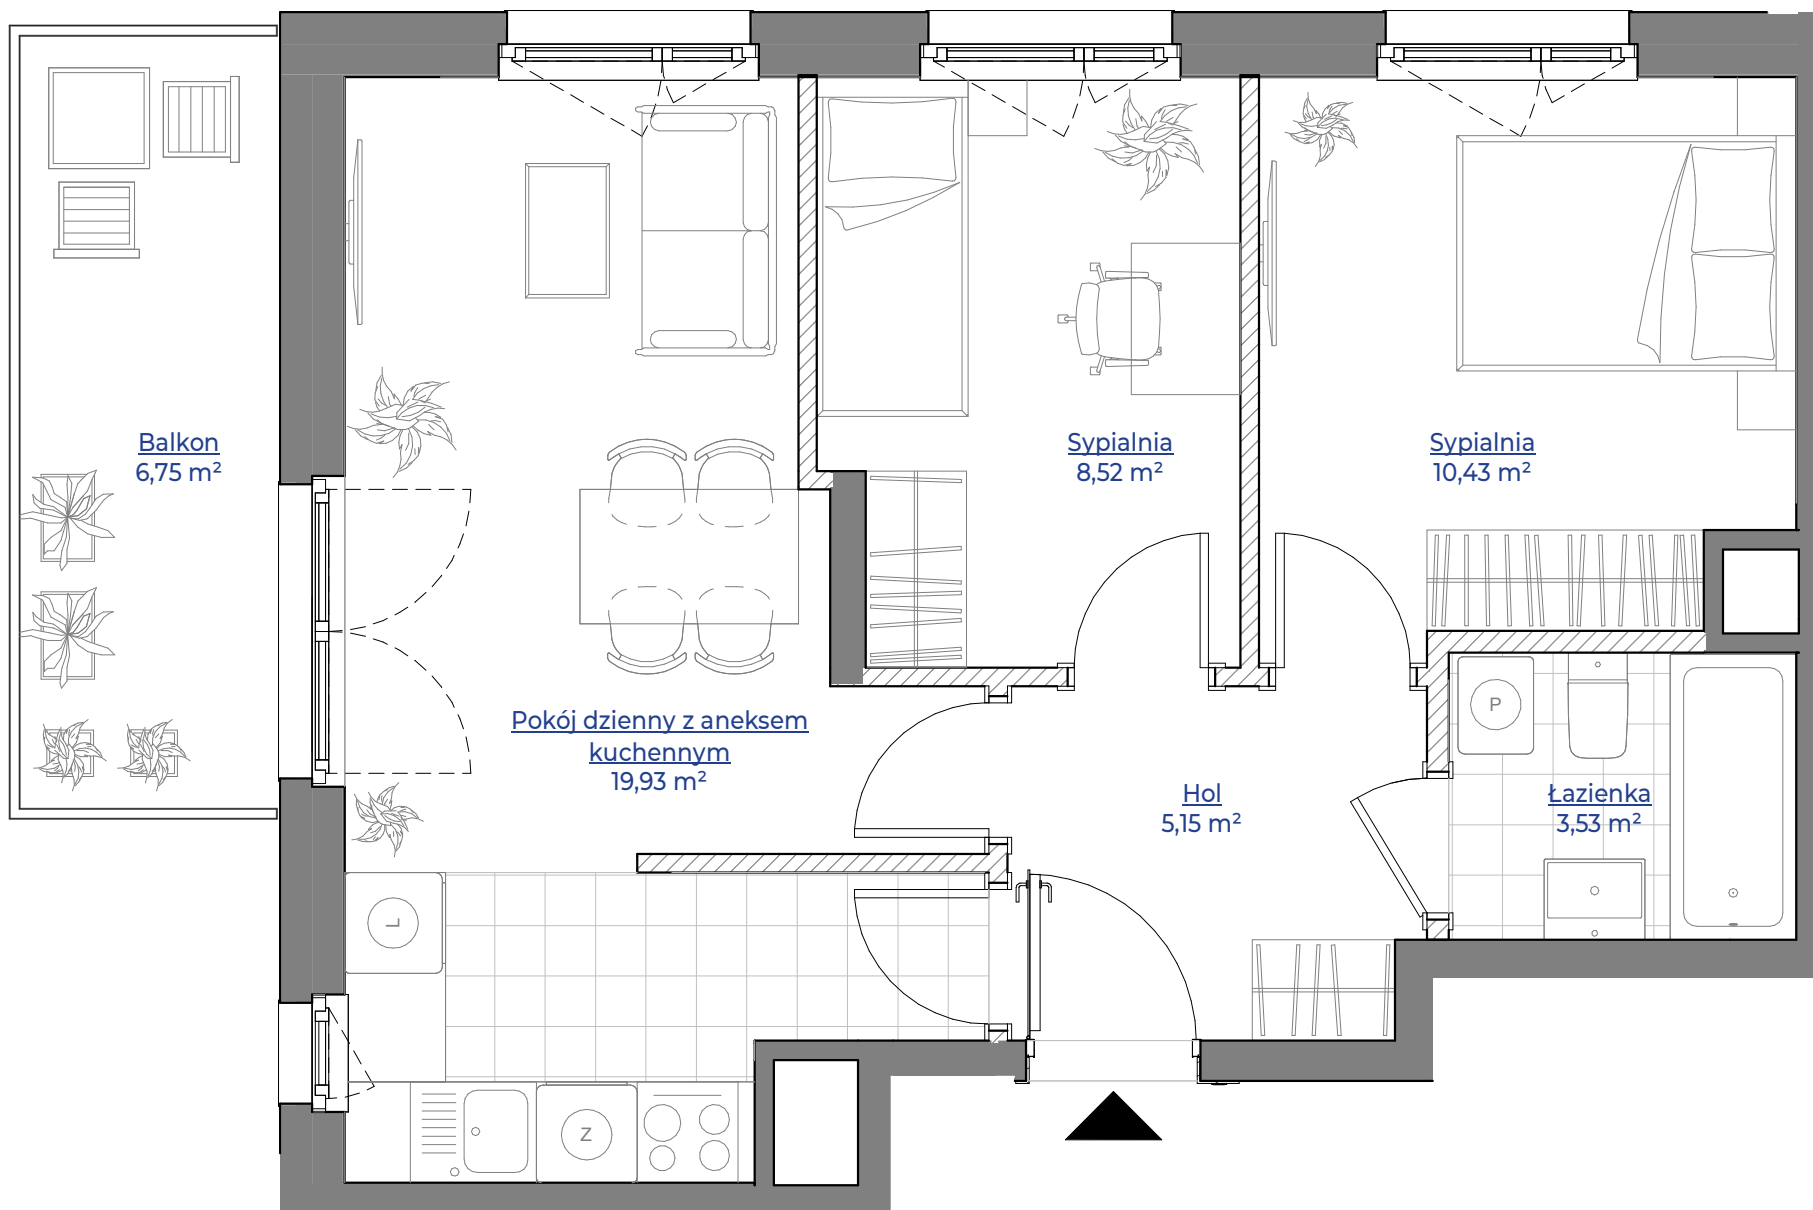 Balkon
6,75 m²
Sypialnia
8,52 m²
Sypialnia
10,43 m²
Pokój dzienny z aneksem
kuchennym
19,93 m²
Hol
5,15 m²
Łazienka
3,53 m²
P
L
Z